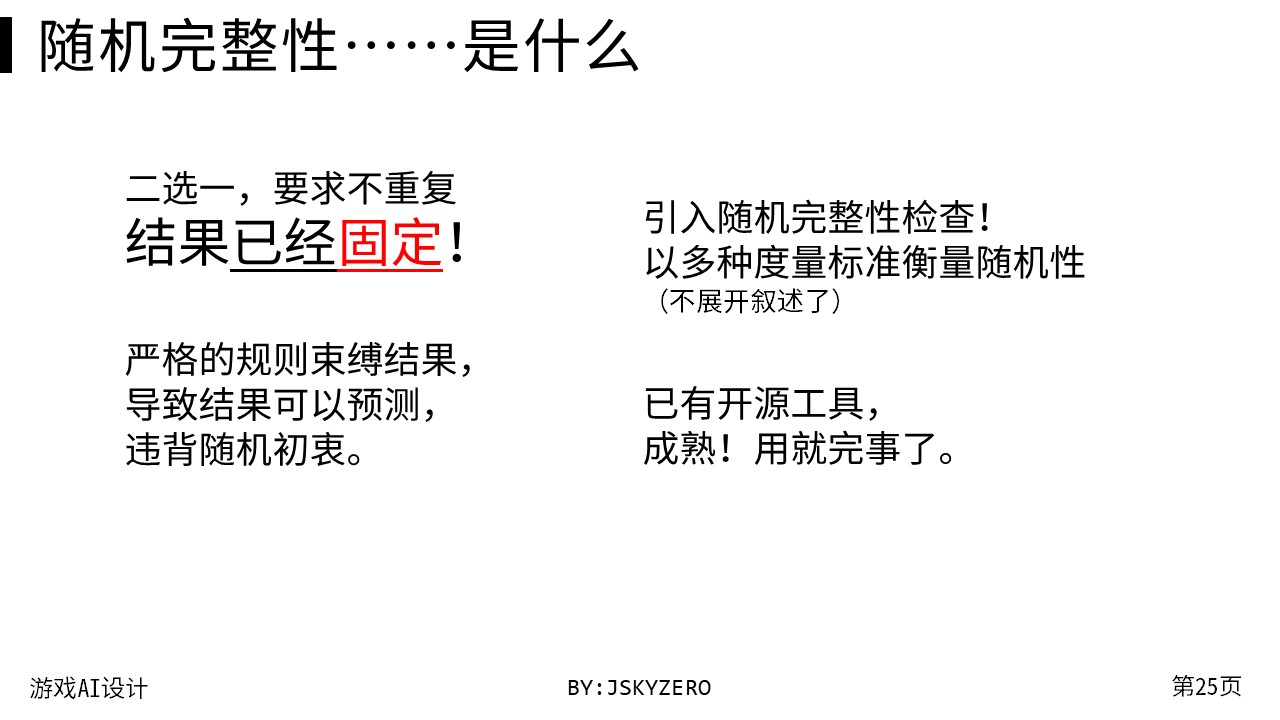 随机完整性……是什么
二选一，要求不重复
结果已经固定！
严格的规则束缚结果，
导致结果可以预测，
违背随机初衷。
引入随机完整性检查！
以多种度量标准衡量随机性
（不展开叙述了）
已有开源工具，
成熟！用就完事了。
游戏AI设计
BY:JSKYZERO
第25页